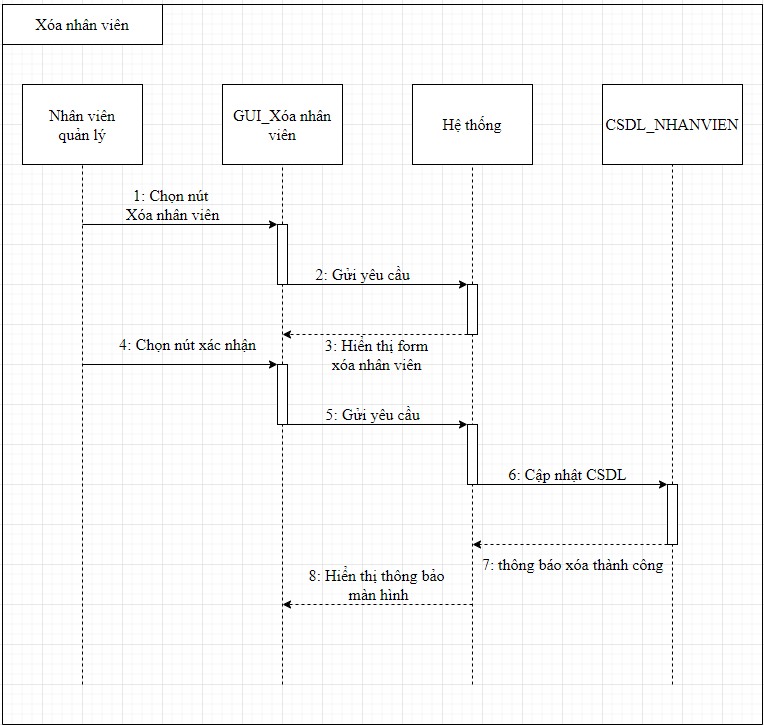 Xóa nhân viên
Nhân viên
quản lý
GUI_Xóa nhân
viên
Hệ thống
CSDL_NHANVIEN
1: Chọn nút
Xóa nhân viên
2: Gửi yêu cầu
3: Hiển thị form
xóa nhân viên
4: Chọn nút xác nhận
5: Gửi yêu cầu
6: Cập nhật CSDL
7: thông báo xóa thành công
8: Hiển thị thông bảo
màn hình